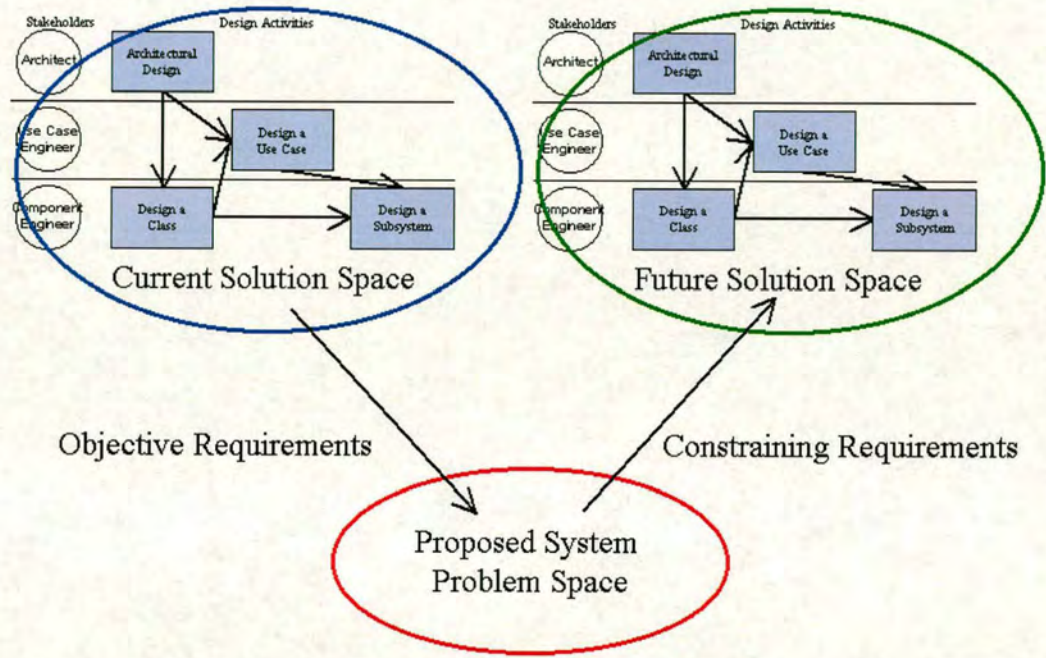 Stakeholders Design Activities
Architect
Architectural
Design
Use Case
Engineer
Design a
Use Case
Component
Engineer
Design a
Class
Design a
Subsystem
Current Solution Space
Stakeholders Design Activities
Architect
Architectural
Design
Use Case
Engineer
Design a
Use Case
Component
Engineer
Design a
Class
Design a
Subsystem
Future Solution Space
Objective Requirements
Constraining Requirements
Proposed System
Problem Space